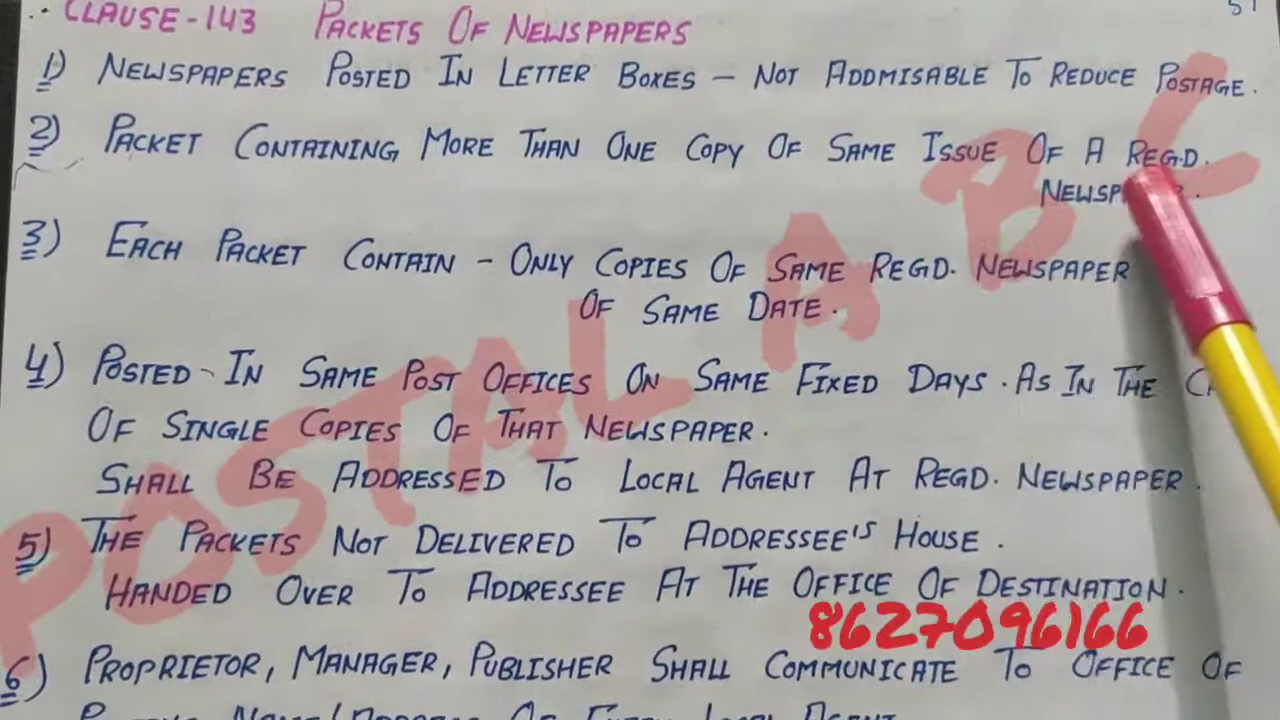 51
CLAUSE-143 PACKETS OF NEWSPAPERS
1) NEWSPAPERS POSTED IN LETTER BOXES – NOT ADDMISABLE TO REDUCE POSTAGE.
2) PACKET CONTAINING MORE THAN ONE COPY OF SAME ISSUE OF A REGD.
3) EACH PACKET CONTAIN – ONLY COPIES OF SAME REGD. NEWSPAPER
OF SAME DATE.
4) POSTED - IN SAME POST OFFICES ON SAME FIXED DAYS. AS IN THE
OF SINGLE COPIES OF THAT NEWSPAPER.
SHALL BE ADDRESSED TO LOCAL AGENT AT REGD. NEWSPAPER.
5) THE PACKETS NOT DELIVERED TO ADDRESSEE'S HOUSE.
HANDED OVER TO ADDRESSEE AT THE OFFICE OF DESTINATION.
8627096166
6) PROPRIETOR, MANAGER, PUBLISHER SHALL COMMUNICATE TO OFFICE OF
POSTAL ABC